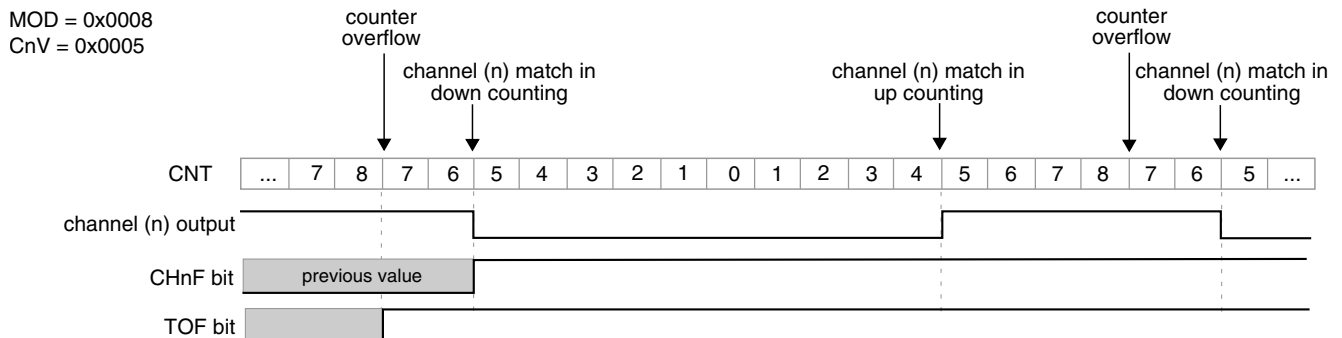 MOD = 0x0008
CnV = 0x0005
counter
overflow
channel (n) match in
down counting
channel (n) match in
up counting
counter
overflow
channel (n) match in
down counting
CNT ... 7 8 7 6 5 4 3 2 1 0 1 2 3 4 5 6 7 8 7 6 5 ...
channel (n) output
CHnF bit previous value
TOF bit